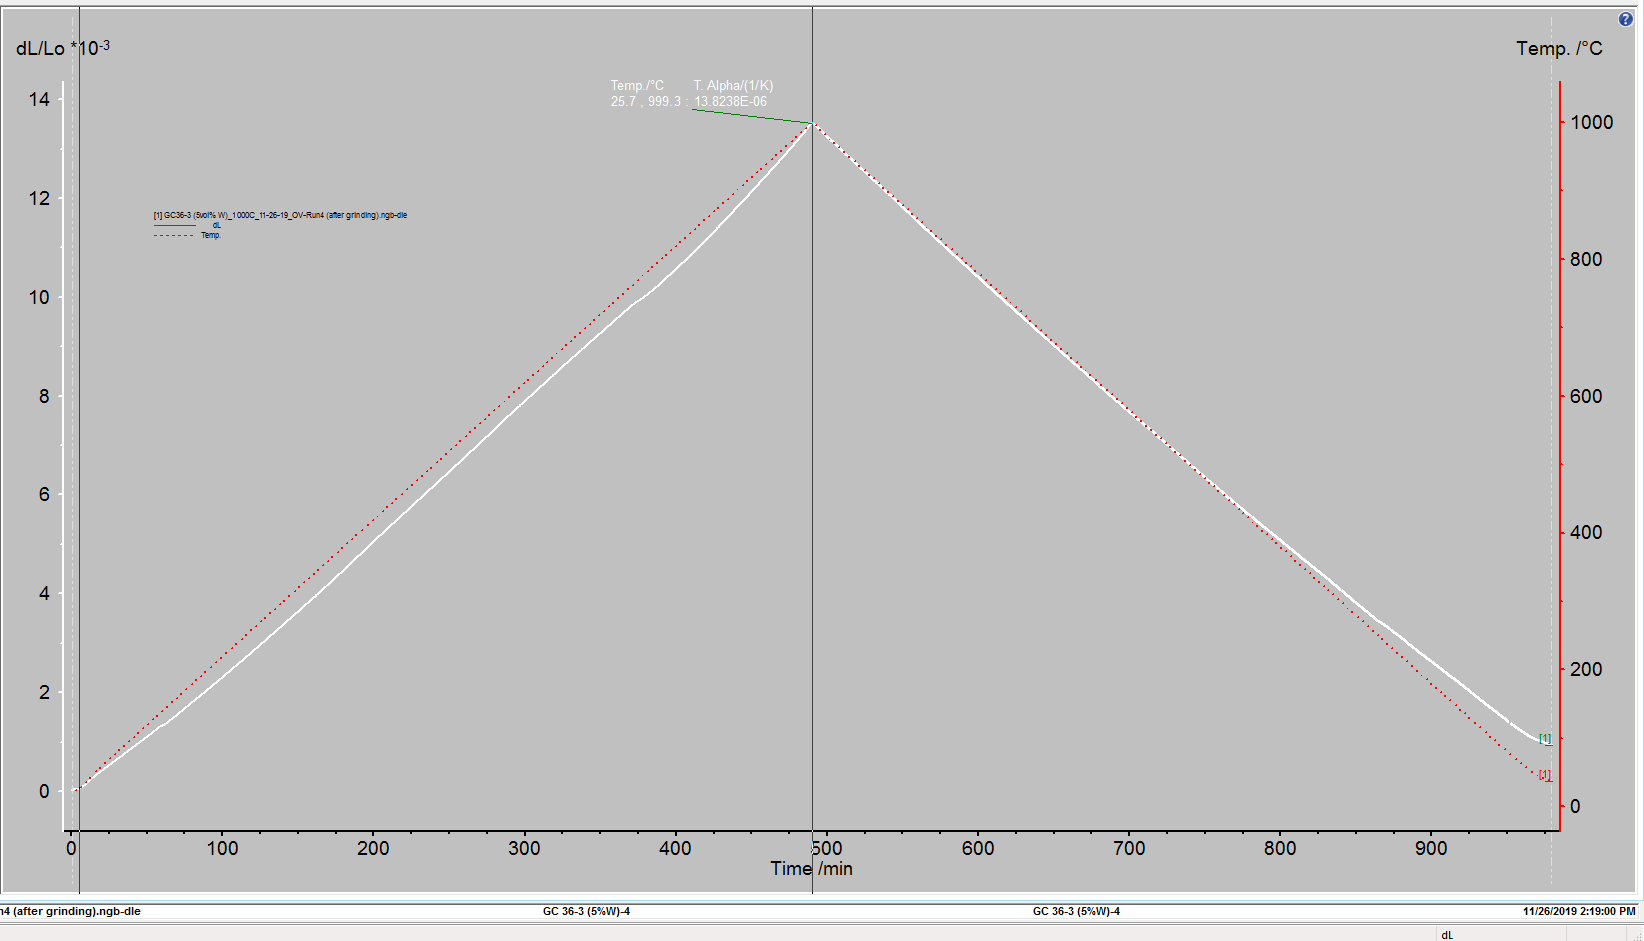 dL/Lo *10-3
Temp. /°C
Temp./°C T. Alpha/(1/K)
25.7 , 999.3 : 13.8238E-06
14
12
10
8
6
4
2
0
[1] GC36-3 (5vol% W)_1000C_11-26-19_OV-Run4 (after grinding).ngb-dle
dL
Temp.
1000
800
600
400
200
0
[1]
[1]
0 100 200 300 400 500 600 700 800 900
Time /min
(after grinding).ngb-dle GC 36-3 (5%W)-4 GC 36-3 (5%W)-4 11/26/2019 2:19:00 PM
dL